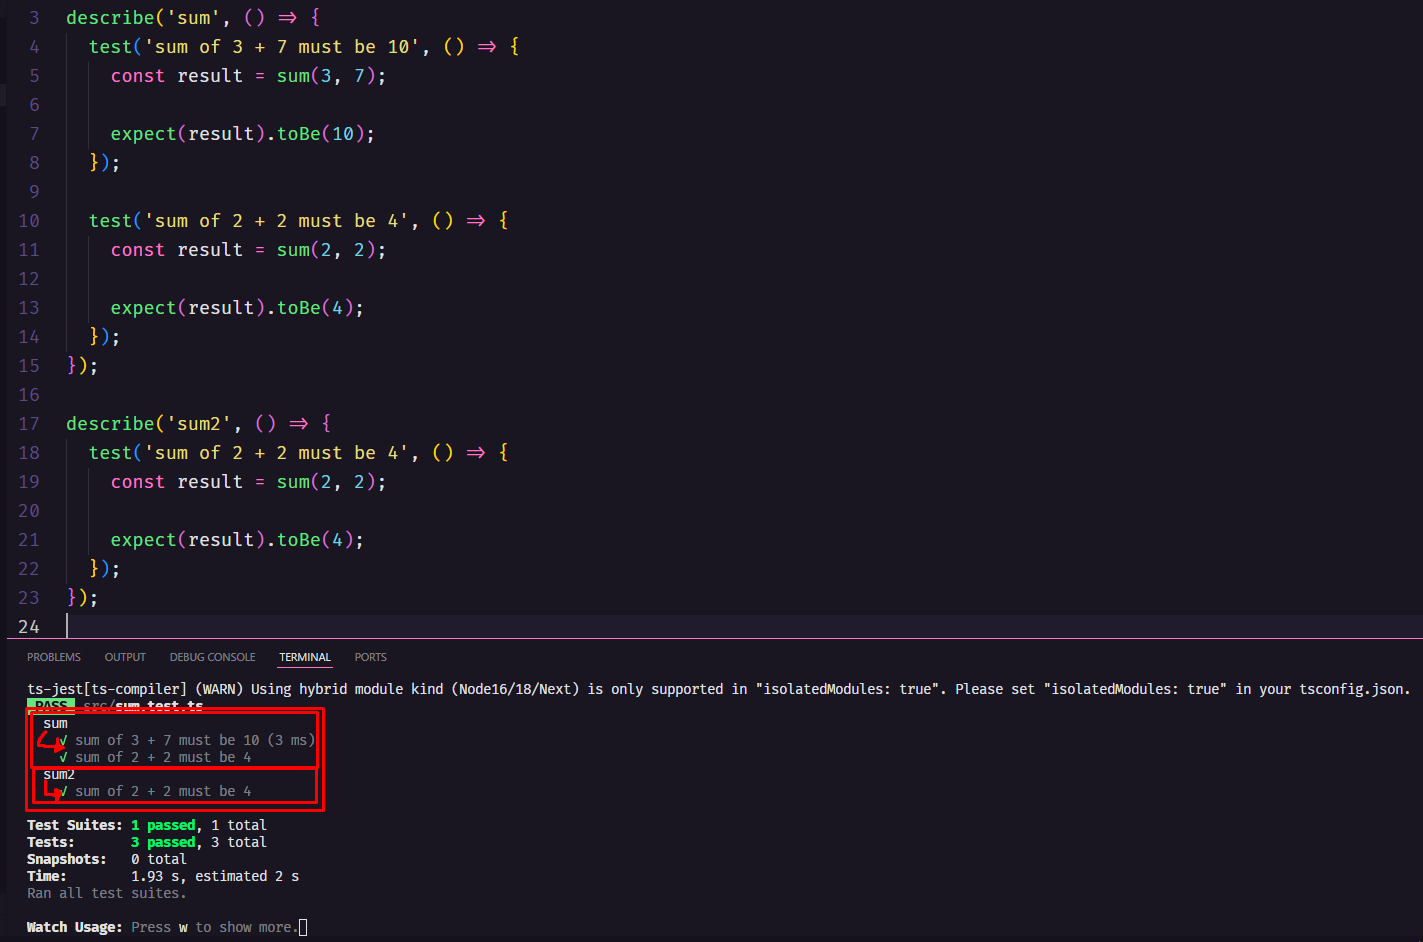 3 describe('sum', () => {
4 test('sum of 3 + 7 must be 10', () => {
5 const result = sum(3, 7);
6
7 expect(result).toBe(10);
8 });
9
10 test('sum of 2 + 2 must be 4', () => {
11 const result = sum(2, 2);
12
13 expect(result).toBe(4);
14 });
15 });
16
17 describe('sum2', () => {
18 test('sum of 2 + 2 must be 4', () => {
19 const result = sum(2, 2);
20
21 expect(result).toBe(4);
22 });
23 });
24
PROBLEMS OUTPUT DEBUG CONSOLE TERMINAL PORTS
ts-jest[ts-compiler] (WARN) Using hybrid module kind (Node16/18/Next) is only supported in "isolatedModules: true". Please set "isolatedModules: true" in your tsconfig.json.
PASS src/sum.test.ts
sum
√ sum of 3 + 7 must be 10 (3 ms)
√ sum of 2 + 2 must be 4
sum2
√ sum of 2 + 2 must be 4
Test Suites: 1 passed, 1 total
Tests: 3 passed, 3 total
Snapshots: 0 total
Time: 1.93 s, estimated 2 s
Ran all test suites.
Watch Usage: Press w to show more.